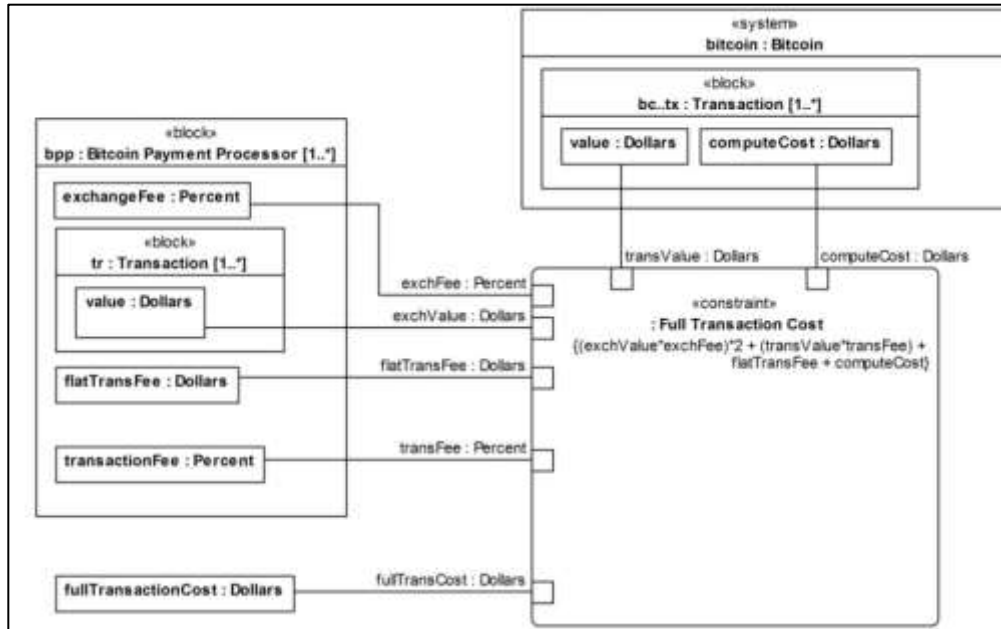 «system»
bitcoin : Bitcoin
«block»
bc..tx : Transaction [1..*]
value : Dollars
computeCost : Dollars
«block»
bpp : Bitcoin Payment Processor [1..*]
exchangeFee : Percent
«block»
tr : Transaction [1..*]
value : Dollars
flatTransFee : Dollars
transactionFee : Percent
fullTransactionCost : Dollars
transValue : Dollars
computeCost : Dollars
exchFee : Percent
exchValue : Dollars
flatTransFee : Dollars
transFee : Percent
fullTransCost : Dollars
«constraint»
: Full Transaction Cost
{((exchValue*exchFee)*2 + (transValue*transFee) +
flatTransFee + computeCost}